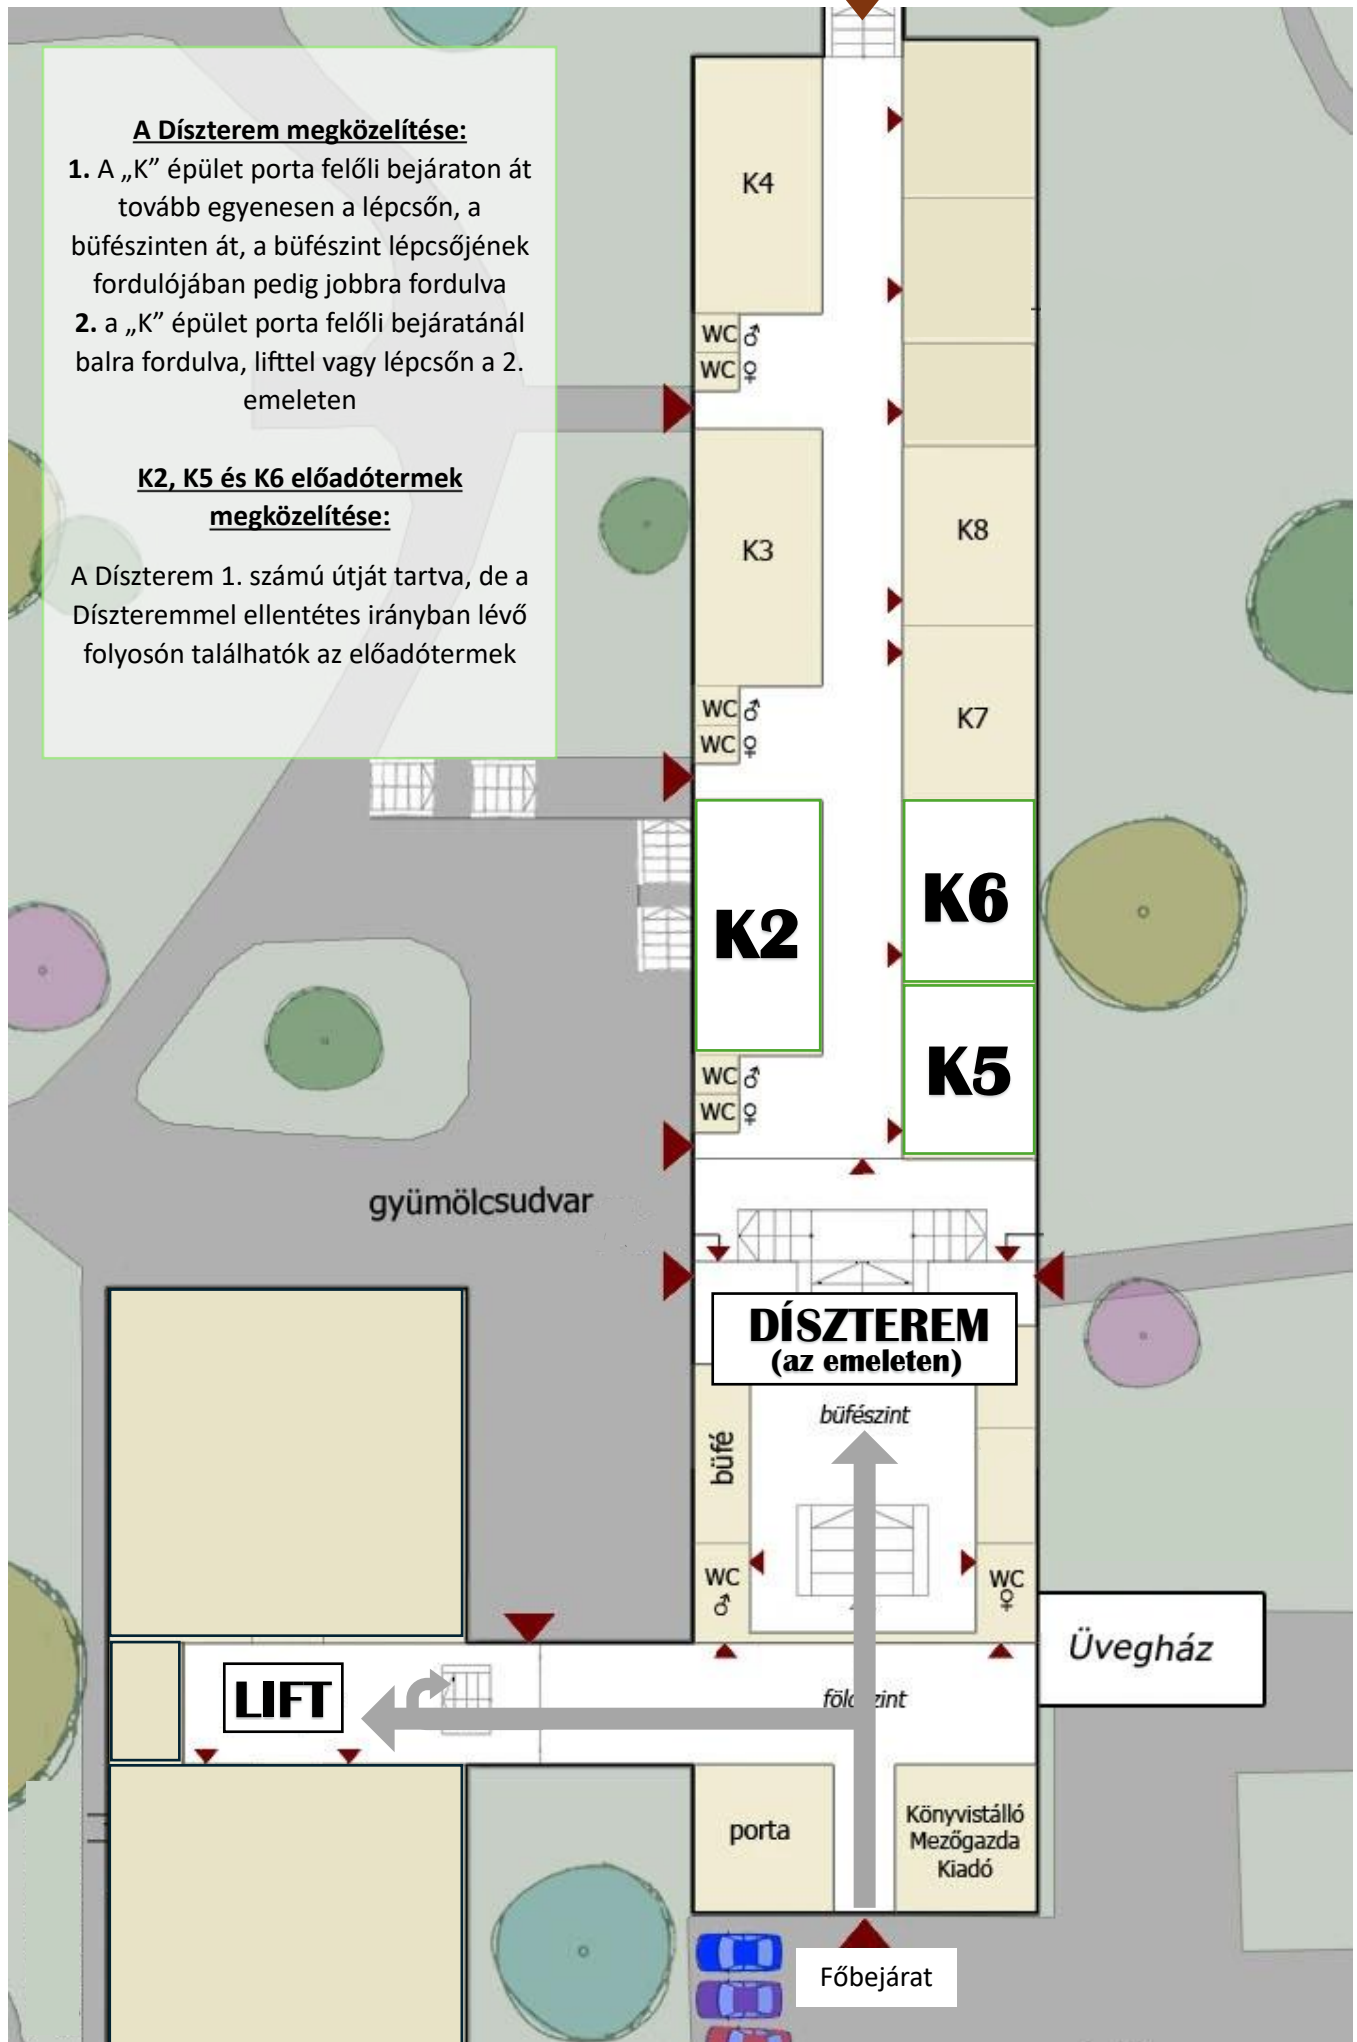 A Díszterem megközelítése:
1. A „K” épület porta felőli bejáraton át
tovább egyenesen a lépcsőn, a
büfészinten át, a büfészint lépcsőjének
fordulójában pedig jobbra fordulva
2. a „K” épület porta felőli bejáratánál
balra fordulva, lifttel vagy lépcsőn a 2.
emeleten
K2, K5 és K6 előadótermek
megközelítése:
A Díszterem 1. számú útját tartva, de a
Díszteremmel ellentétes irányban lévő
folyosón találhatók az előadótermek
K4
WC ♂
WC ♀
K3
K8
WC ♂
WC ♀
K7
K2
K6
K5
WC ♂
WC ♀
gyümölcsudvar
DÍSZTEREM
(az emeleten)
büfészint
büfé
WC
♂
WC
♀
Üvegház
LIFT
porta
Könyvistálló
Mezőgazda
Kiadó
Főbejárat